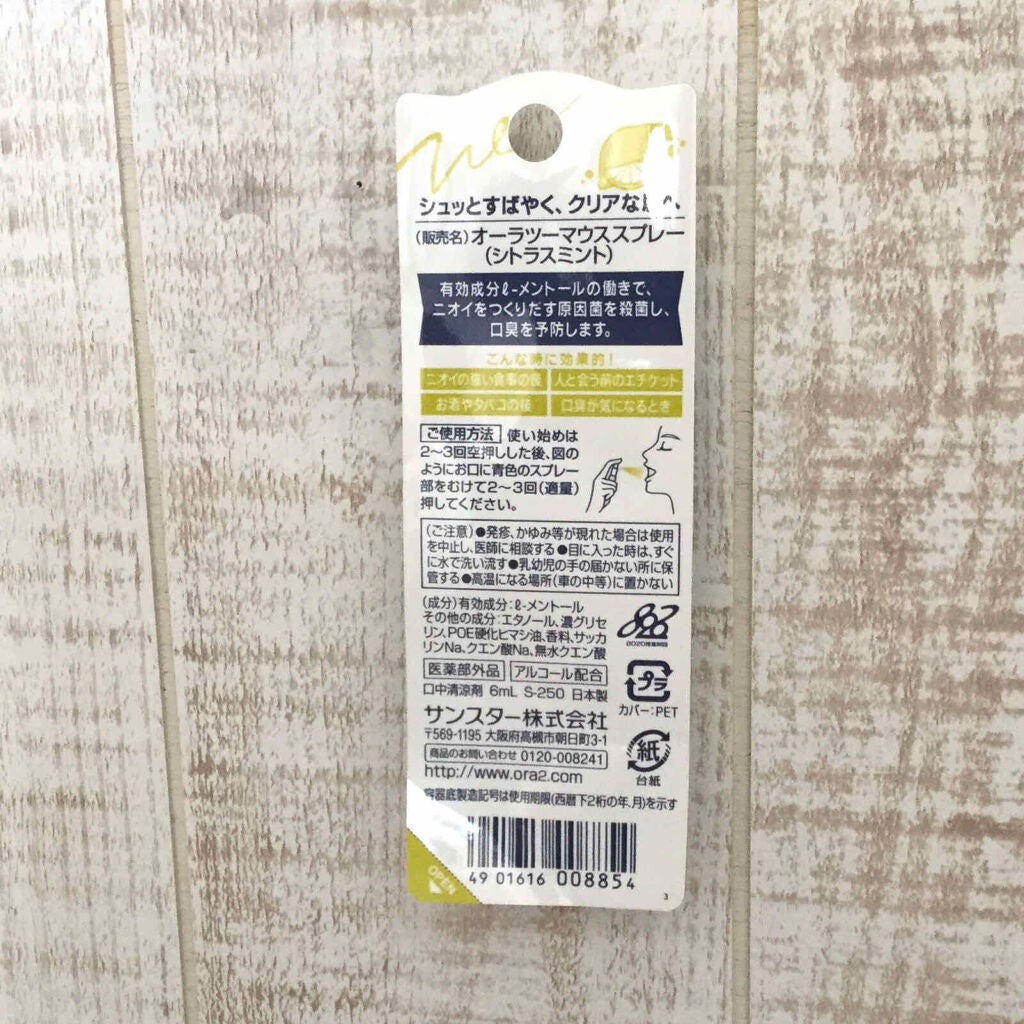 シュッとすばやく、クリアな
(販売名)オーラツーマウススプレー
(シトラスミント)
有効成分ℓ-メントールの働きで、
ニオイをつくりだす原因菌を殺菌し、
口臭を予防します。
こんな時に効果的!
ニオイの強い食事の後 人と会う前のエチケット
お酒やタバコの後 口臭が気になるとき
ご使用方法 使い始めは
2〜3回空押しした後、図の
ようにお口に青色のスプレー
部をむけて2〜3回(適量)
押してください。
(ご注意)●発疹、かゆみ等が現れた場合は使用
を中止し、医師に相談する●目に入った時は、すぐ
に水で洗い流す●乳幼児の手の届かない所に保
管する●高温になる場所(車の中等)に置かない
(成分)有効成分:ℓ-メントール
その他の成分:エタノール、濃グリセ
リン、POE硬化ヒマシ油、香料、サッカ
リンNa、クエン酸Na、無水クエン酸
8020
医薬部外品 アルコール配合
プラ
口中清涼剤 6mL S-250 日本製
カバー:PET
サンスター株式会社
〒569-1195 大阪府高槻市朝日町3-1
商品のお問い合わせ 0120-008241
紙
台紙
http://www.ora2.com
容器底製造記号は使用期限(西暦下2桁の年、月)を示す
OPEN
49 01616 008854
3